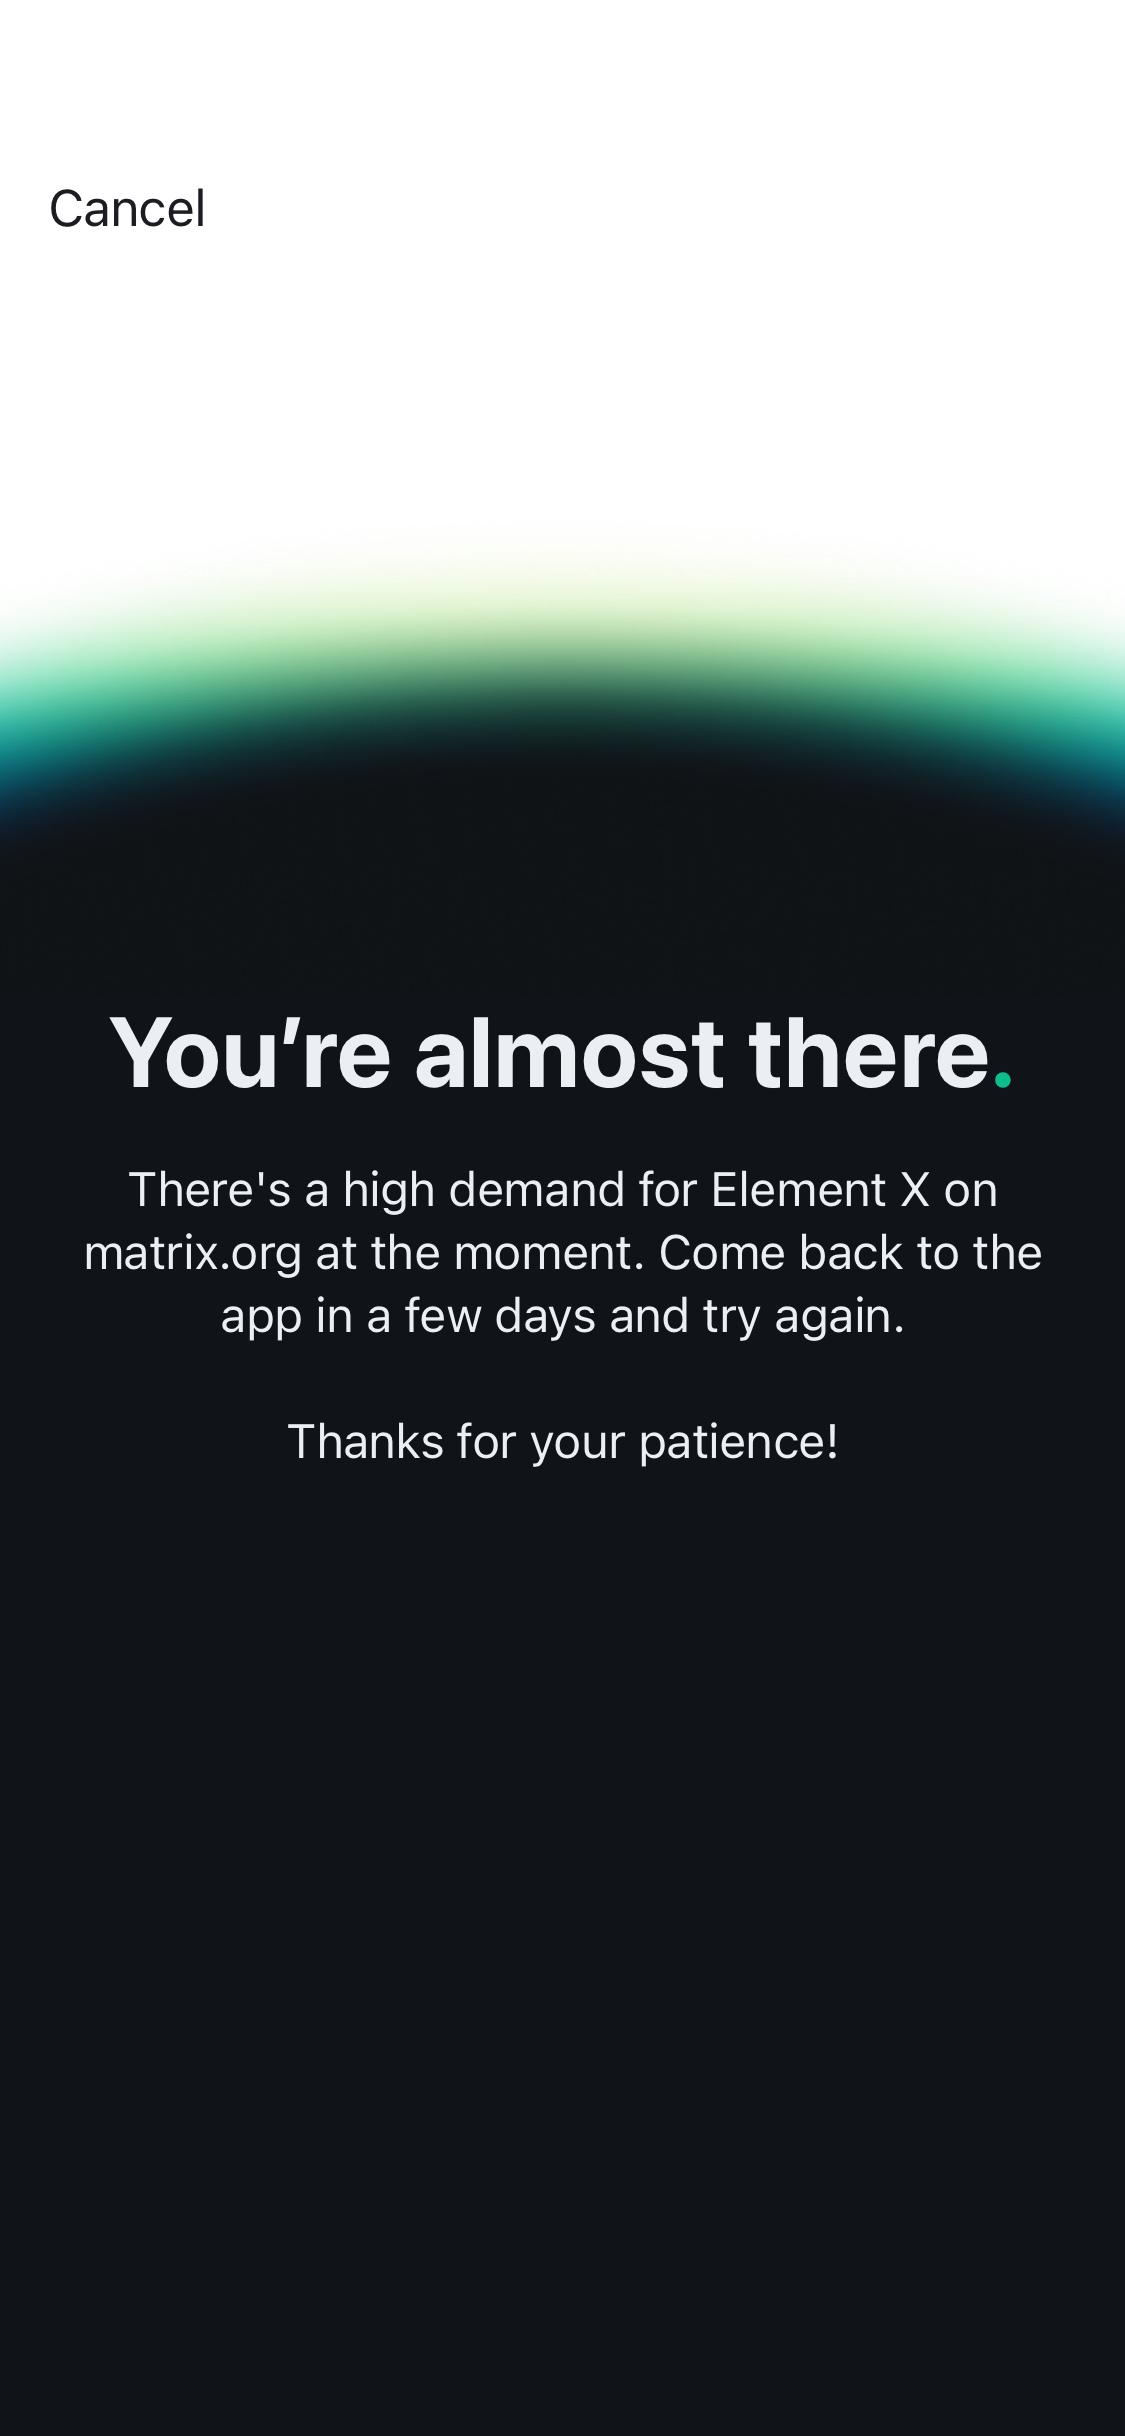 Cancel
You’re almost there.
There's a high demand for Element X on
matrix.org at the moment. Come back to the
app in a few days and try again.
Thanks for your patience!